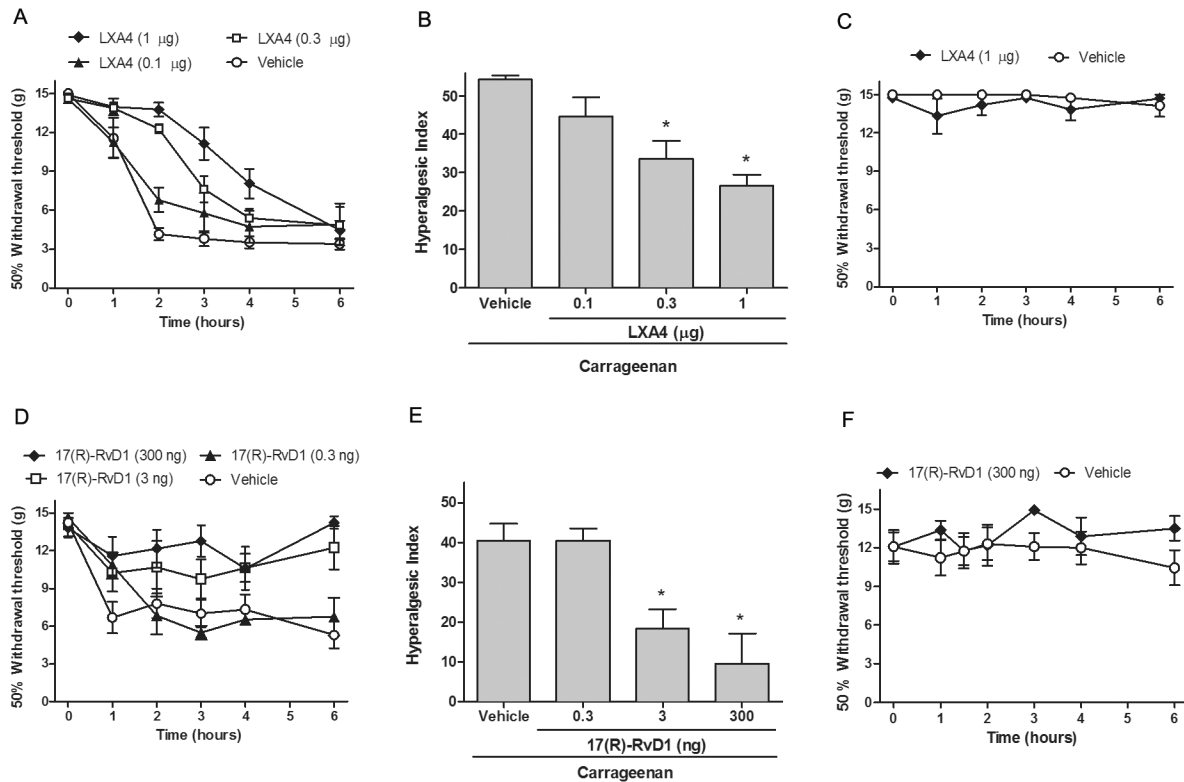 A
LXA4 (1 μg)
LXA4 (0.3 μg)
LXA4 (0.1 μg)
Vehicle
50% Withdrawal threshold (g)
15
12
9
6
3
0
0 1 2 3 4 5 6
Time (hours)
B
Hyperalgesic Index
50
40
30
20
10
0
* *
Vehicle 0.1 0.3 1
LXA4 (μg)
Carrageenan
C
LXA4 (1 μg)
Vehicle
50% Withdrawal threshold (g)
15
12
9
6
3
0
0 1 2 3 4 5 6
Time (hours)
D
17(R)-RvD1 (300 ng)
17(R)-RvD1 (0.3 ng)
17(R)-RvD1 (3 ng)
Vehicle
50% Withdrawal threshold (g)
15
12
9
6
3
0
0 1 2 3 4 5 6
Time (hours)
E
Hyperalgesic Index
50
40
30
20
10
0
* *
Vehicle 0.3 3 300
17(R)-RvD1 (ng)
Carrageenan
F
17(R)-RvD1 (300 ng)
Vehicle
50 % Withdrawal threshold (g)
15
12
9
6
3
0
0 1 2 3 4 5 6
Time (hours)